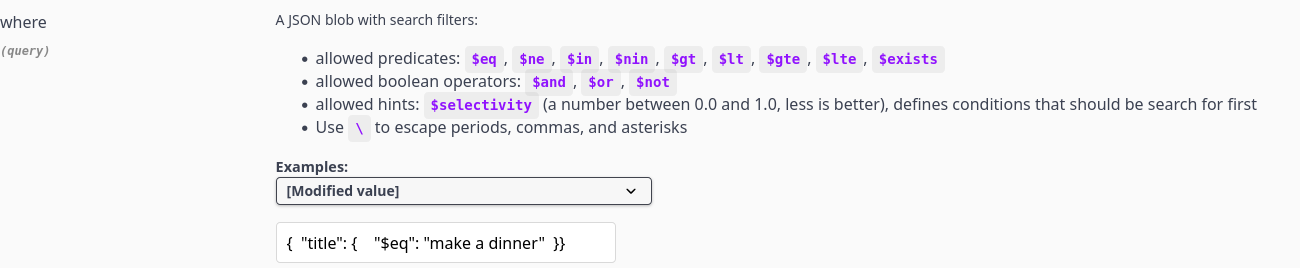 where
(query)
A JSON blob with search filters:
• allowed predicates: $eq , $ne , $in , $nin , $gt , $lt , $gte , $lte , $exists
• allowed boolean operators: $and , $or , $not
• allowed hints: $selectivity (a number between 0.0 and 1.0, less is better), defines conditions that should be search for first
• Use \ to escape periods, commas, and asterisks
Examples:
[Modified value]
{  "title": {    "$eq": "make a dinner"  }}